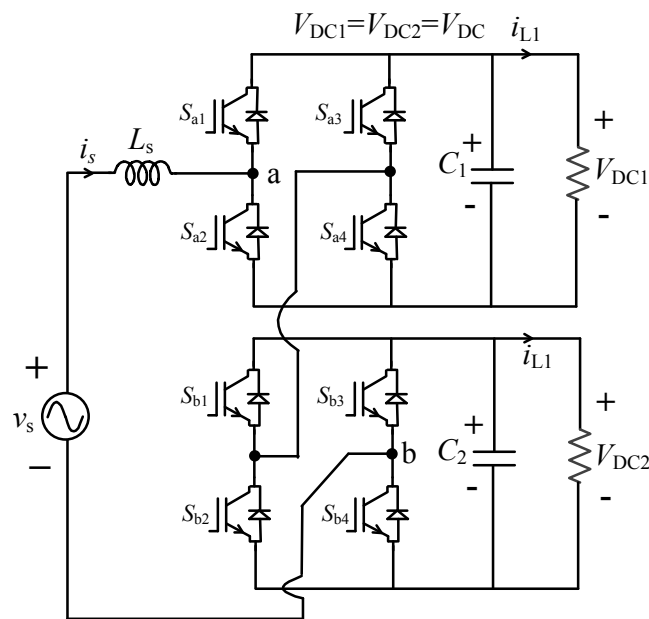 V_DC1=V_DC2=V_DC
i_L1
S_a1
S_a3
i_s
L_s
a
+
C_1
-
+
V_DC1
-
S_a2
S_a4
i_L1
S_b1
S_b3
+
v_s
−
b
+
C_2
-
+
V_DC2
-
S_b2
S_b4